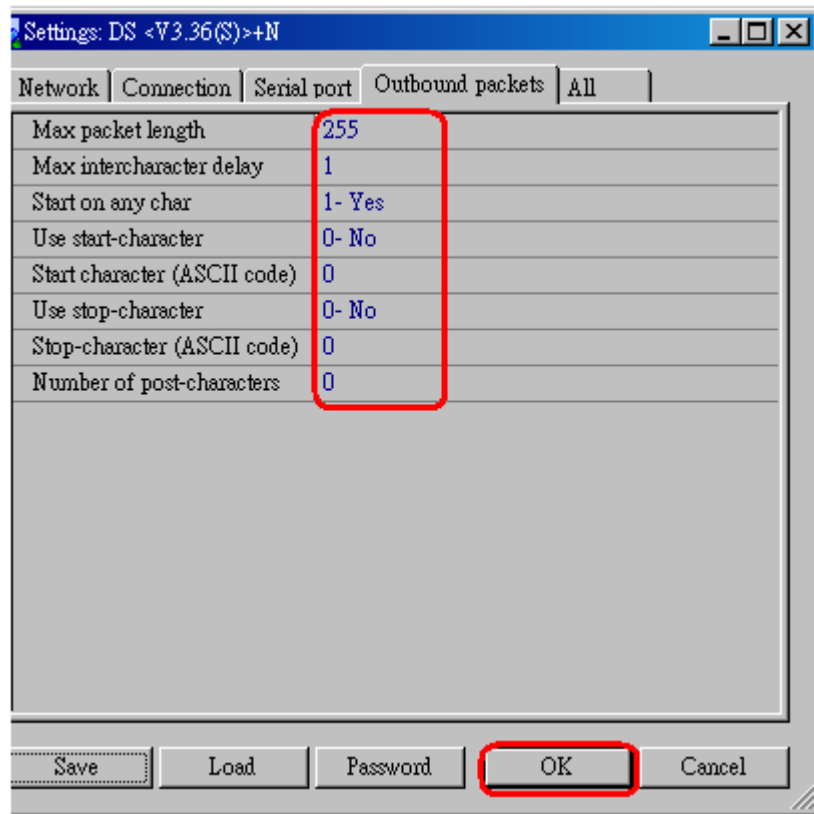 Settings: DS <V3.36(S)>+N
Network Connection Serial port Outbound packets All
Max packet length 255
Max intercharacter delay 1
Start on any char 1- Yes
Use start-character 0- No
Start character (ASCII code) 0
Use stop-character 0- No
Stop-character (ASCII code) 0
Number of post-characters 0
Save Load Password OK Cancel